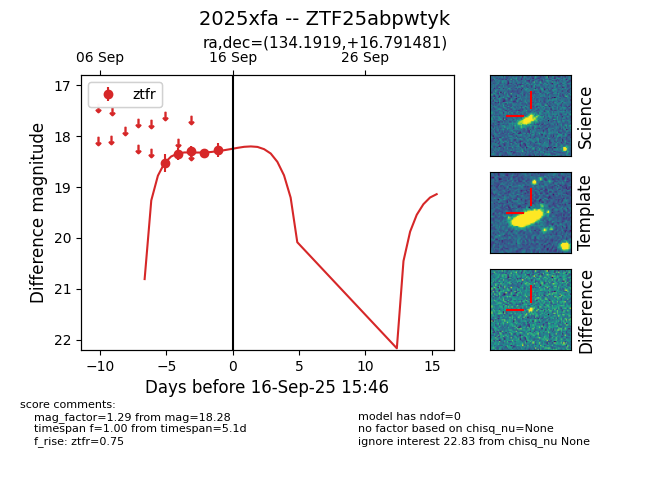 2025xfa -- ZTF25abpwtyk
ra,dec=(134.1919,+16.791481)
06 Sep 16 Sep 26 Sep
ztfr
17
18
19
20
21
22
Difference magnitude
−10 −5 0 5 10 15
Days before 16-Sep-25 15:46
Science
Template
Difference
score comments:
mag_factor=1.29 from mag=18.28
timespan f=1.00 from timespan=5.1d
f_rise: ztfr=0.75
model has ndof=0
no factor based on chisq_nu=None
ignore interest 22.83 from chisq_nu None